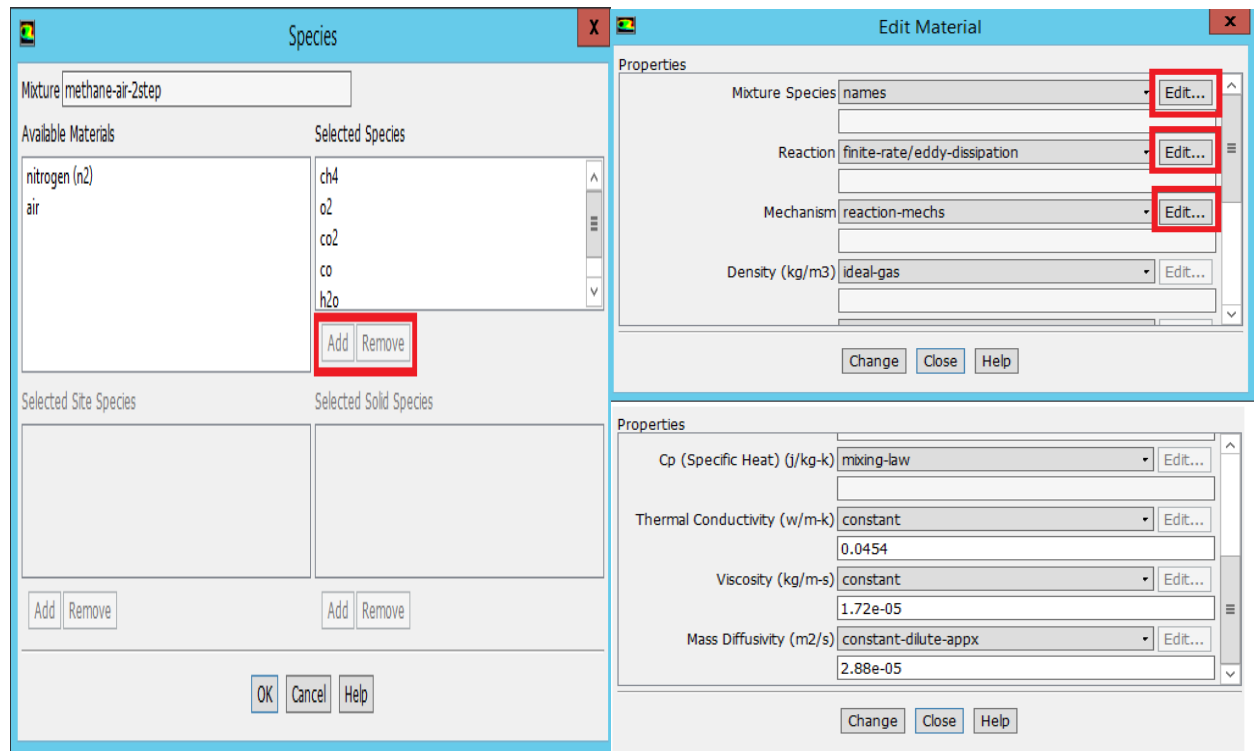 Species
X
Mixture methane-air-2step
Available Materials
Selected Species
nitrogen (n2)
air
ch4
o2
co2
co
h2o
Add Remove
Selected Site Species
Selected Solid Species
Add Remove
Add Remove
OK Cancel Help
Edit Material
x
Properties
Mixture Species names Edit...
Reaction finite-rate/eddy-dissipation Edit...
Mechanism reaction-mechs Edit...
Density (kg/m3) ideal-gas Edit...
Change Close Help
Properties
Cp (Specific Heat) (j/kg-k) mixing-law Edit...
Thermal Conductivity (w/m-k) constant Edit...
0.0454
Viscosity (kg/m-s) constant Edit...
1.72e-05
Mass Diffusivity (m2/s) constant-dilute-appx Edit...
2.88e-05
Change Close Help